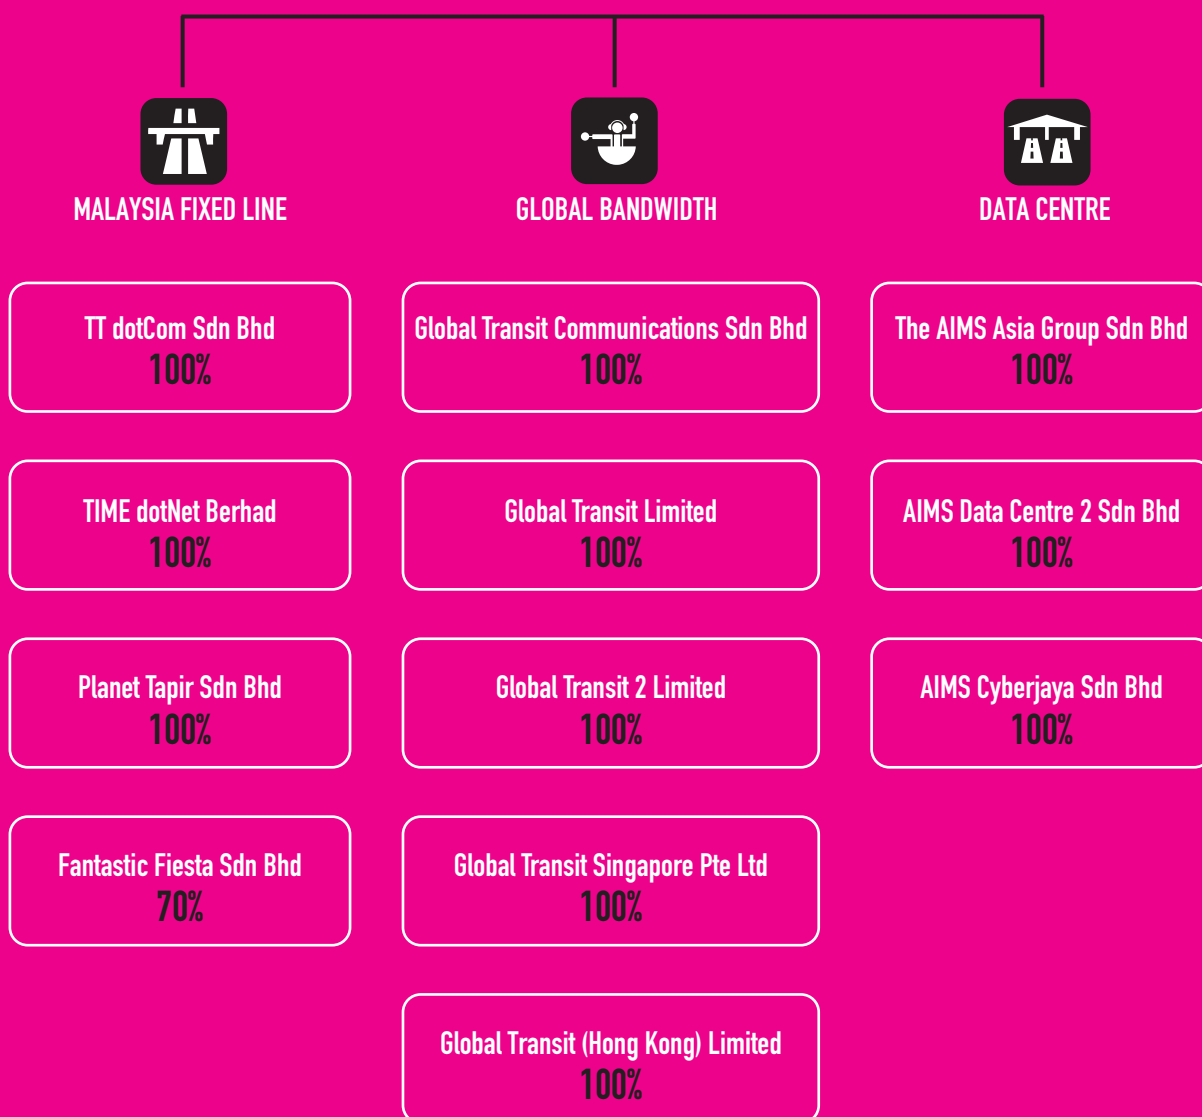 MALAYSIA FIXED LINE
TT dotCom Sdn Bhd
100%
TIME dotNet Berhad
100%
Planet Tapir Sdn Bhd
100%
Fantastic Fiesta Sdn Bhd
70%
GLOBAL BANDWIDTH
Global Transit Communications Sdn Bhd
100%
Global Transit Limited
100%
Global Transit 2 Limited
100%
Global Transit Singapore Pte Ltd
100%
Global Transit (Hong Kong) Limited
100%
DATA CENTRE
The AIMS Asia Group Sdn Bhd
100%
AIMS Data Centre 2 Sdn Bhd
100%
AIMS Cyberjaya Sdn Bhd
100%